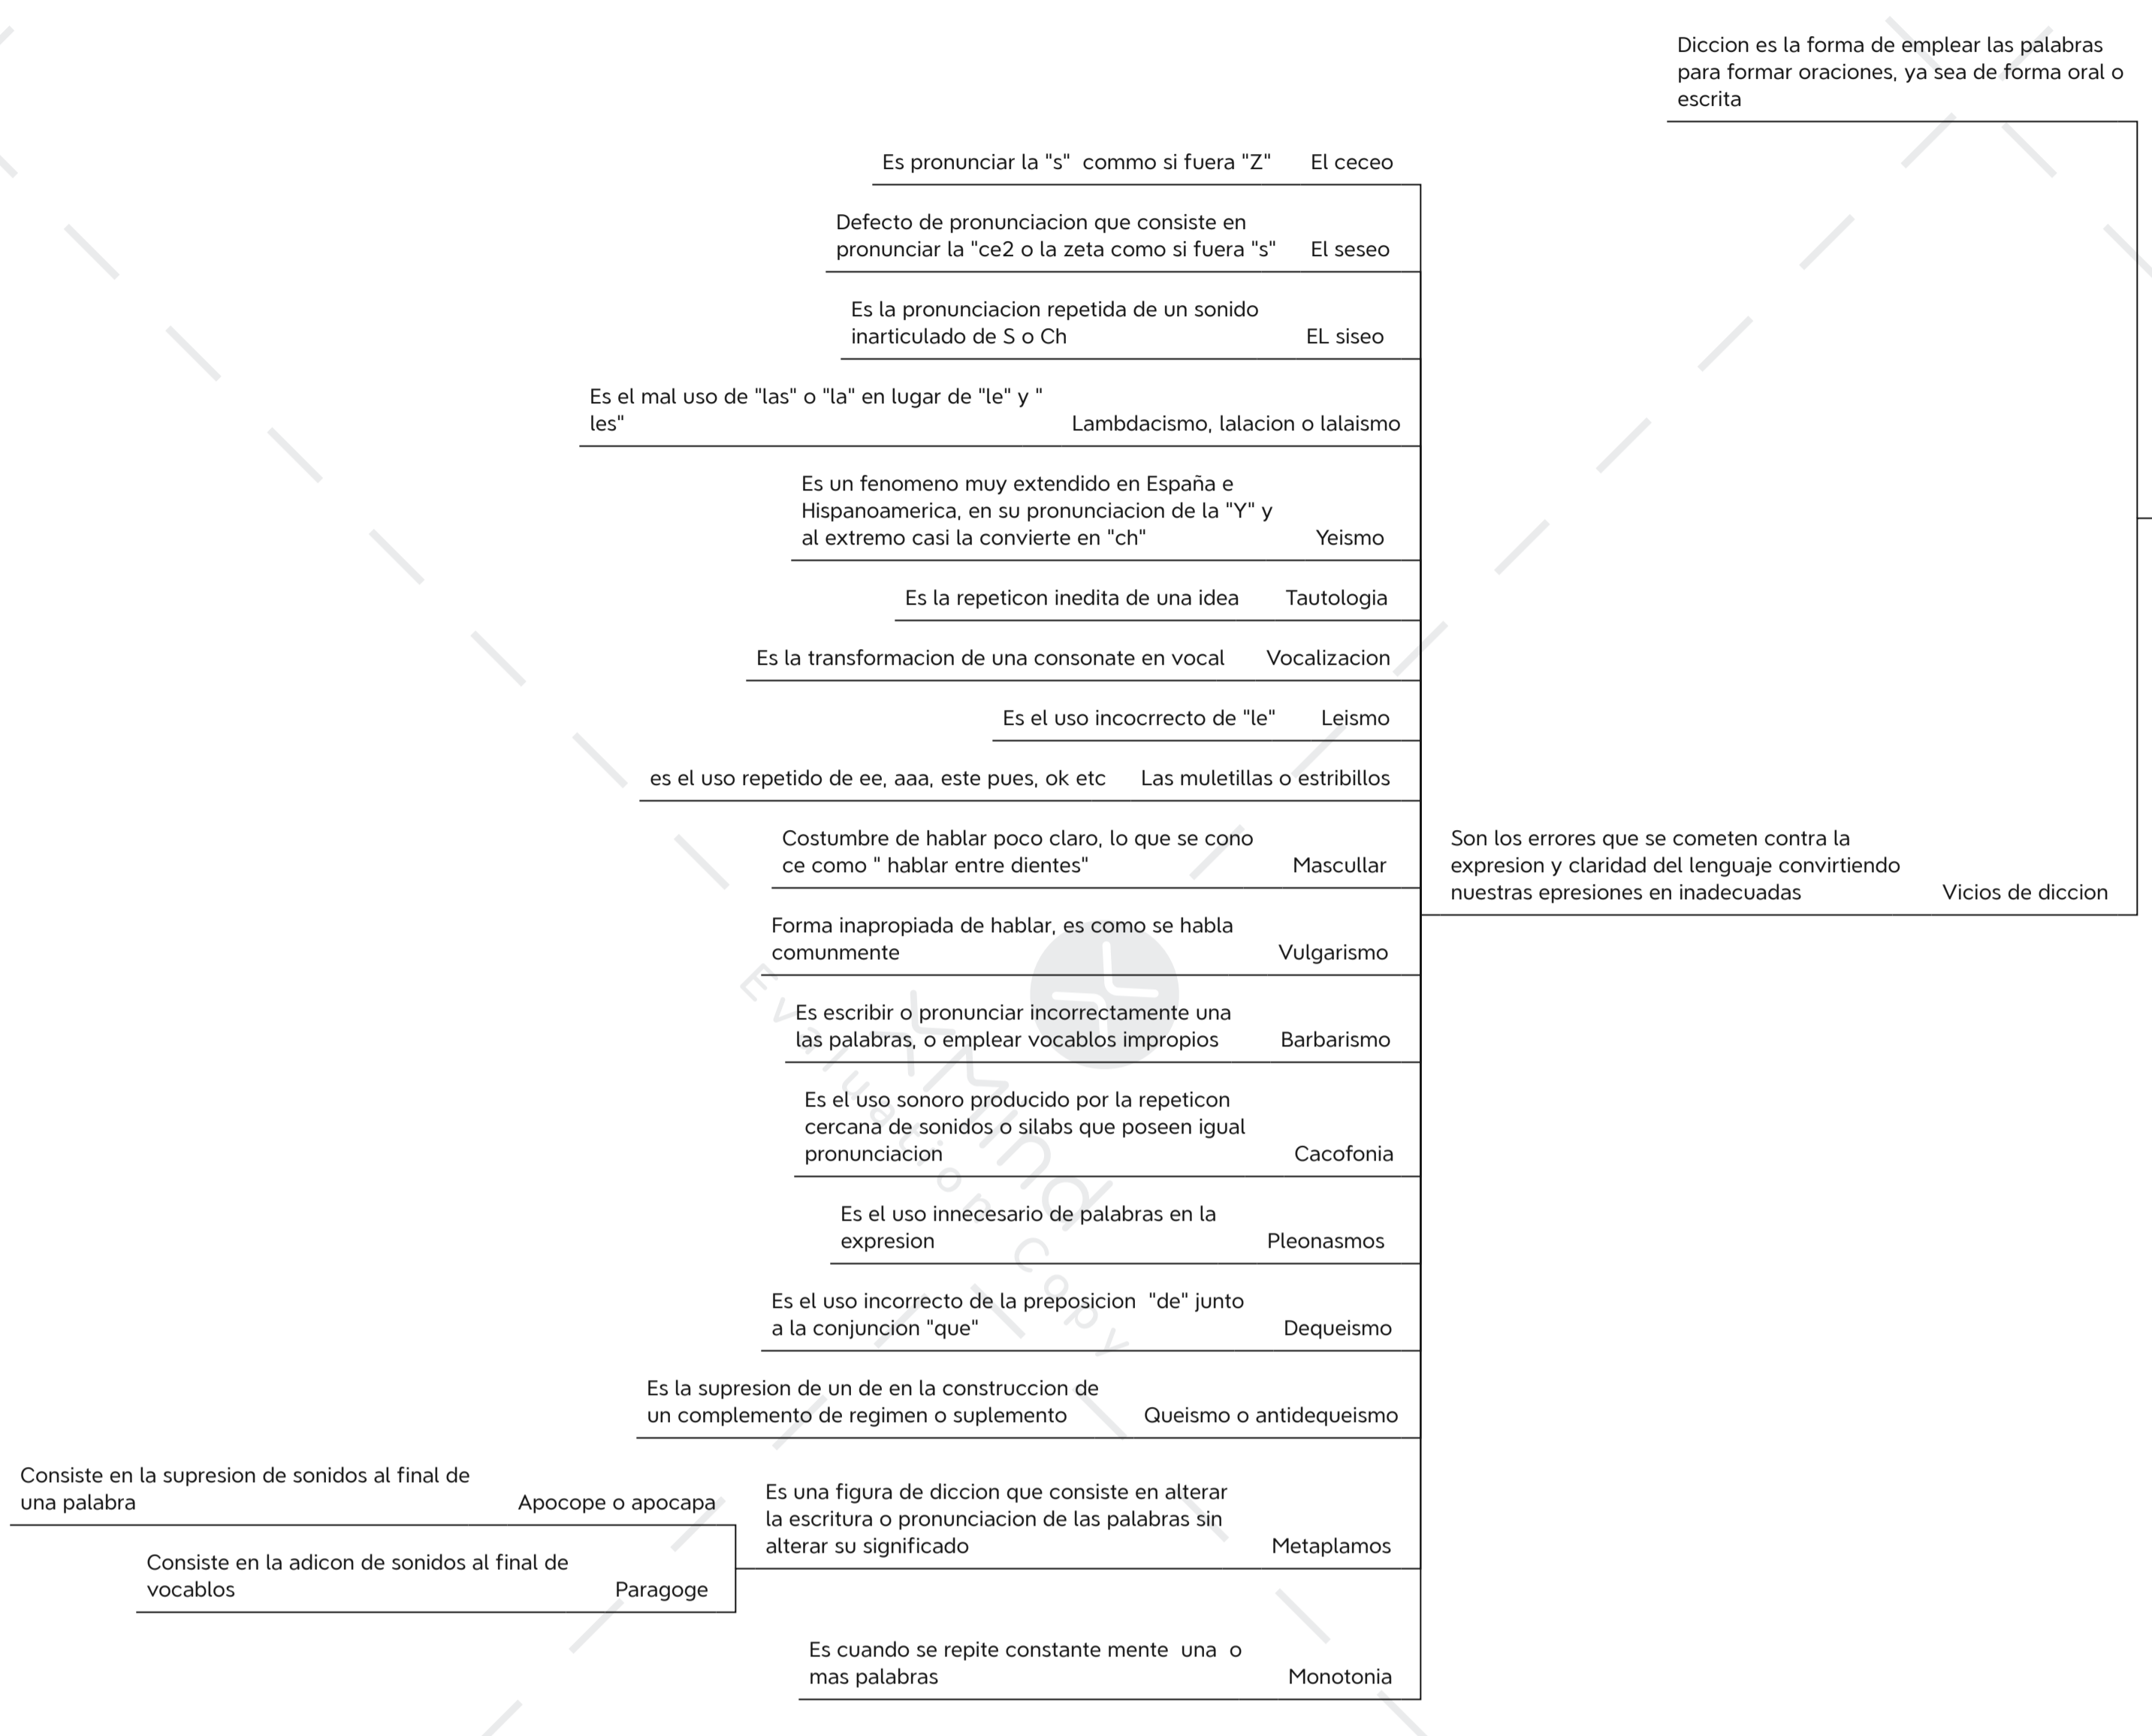 Diccion es la forma de emplear las palabras
para formar oraciones, ya sea de forma oral o
escrita
Es pronunciar la "s"  commo si fuera "Z"
El ceceo
Defecto de pronunciacion que consiste en
pronunciar la "ce2 o la zeta como si fuera "s"
El seseo
Es la pronunciacion repetida de un sonido
inarticulado de S o Ch
EL siseo
Es el mal uso de "las" o "la" en lugar de "le" y "
les"
Lambdacismo, lalacion o lalaismo
Es un fenomeno muy extendido en España e
Hispanoamerica, en su pronunciacion de la "Y" y
al extremo casi la convierte en "ch"
Yeismo
Es la repeticon inedita de una idea
Tautologia
Es la transformacion de una consonate en vocal
Vocalizacion
Es el uso incocrrecto de "le"
Leismo
es el uso repetido de ee, aaa, este pues, ok etc
Las muletillas o estribillos
Costumbre de hablar poco claro, lo que se cono
ce como " hablar entre dientes"
Mascullar
Son los errores que se cometen contra la
expresion y claridad del lenguaje convirtiendo
nuestras epresiones en inadecuadas
Vicios de diccion
Forma inapropiada de hablar, es como se habla
comunmente
Vulgarismo
Es escribir o pronunciar incorrectamente una
las palabras, o emplear vocablos impropios
Barbarismo
Es el uso sonoro producido por la repeticon
cercana de sonidos o silabs que poseen igual
pronunciacion
Cacofonia
Es el uso innecesario de palabras en la
expresion
Pleonasmos
Es el uso incorrecto de la preposicion  "de" junto
a la conjuncion "que"
Dequeismo
Es la supresion de un de en la construccion de
un complemento de regimen o suplemento
Queismo o antidequeismo
Consiste en la supresion de sonidos al final de
una palabra
Apocope o apocapa
Consiste en la adicon de sonidos al final de
vocablos
Paragoge
Es una figura de diccion que consiste en alterar
la escritura o pronunciacion de las palabras sin
alterar su significado
Metaplamos
Es cuando se repite constante mente  una  o
mas palabras
Monotonia
XMind
Evaluation Copy